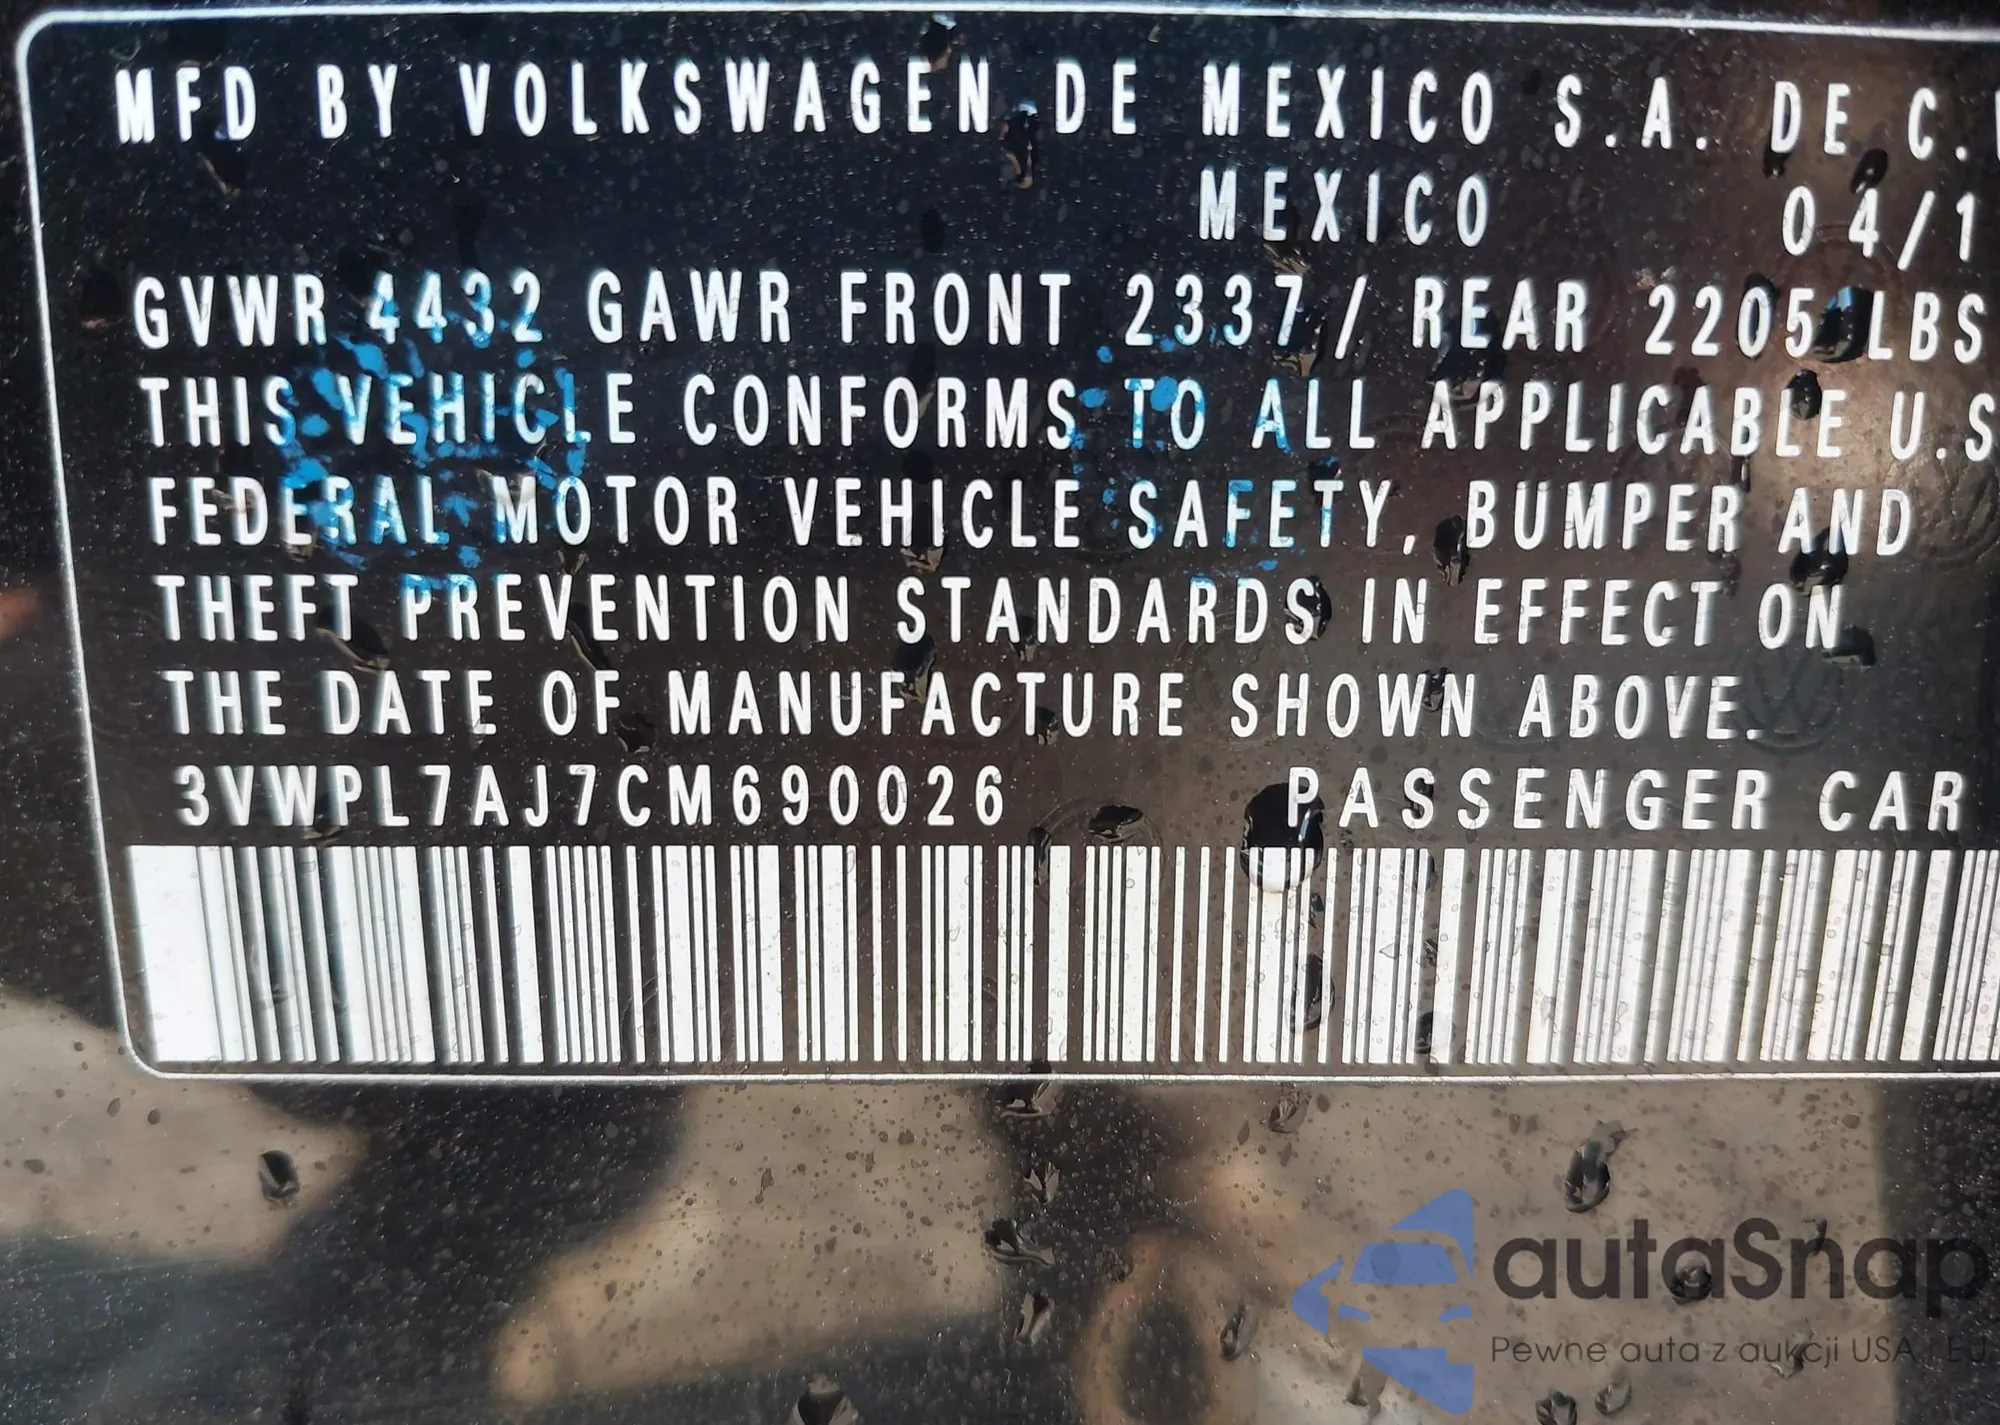 MFD BY VOLKSWAGEN DE MEXICO S.A. DE C.
MEXICO 04/1
GVWR 4432 GAWR FRONT 2337 / REAR 2205 LBS
THIS VEHICLE CONFORMS TO ALL APPLICABLE U.S
FEDERAL MOTOR VEHICLE SAFETY, BUMPER AND
THEFT PREVENTION STANDARDS IN EFFECT ON
THE DATE OF MANUFACTURE SHOWN ABOVE.
3VWPL7AJ7CM690026 PASSENGER CAR
autaSnap
Pewne auta z aukcji USA i EU